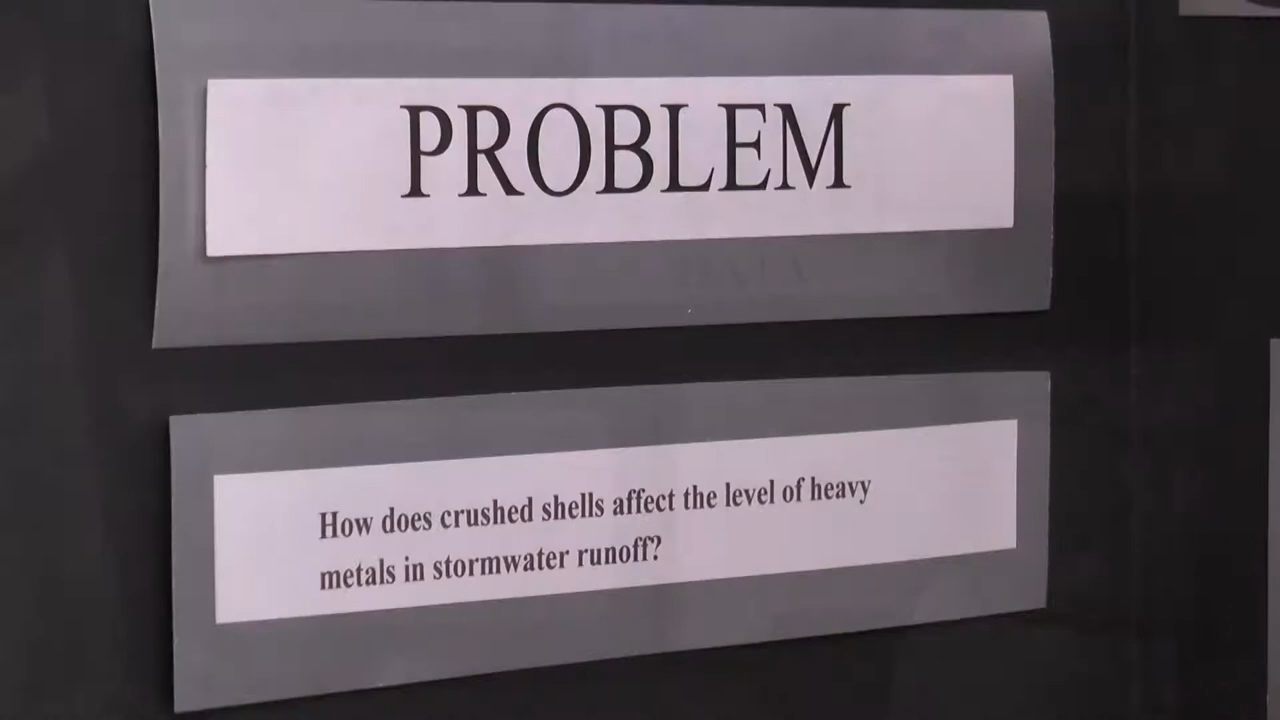 PROBLEM
How does crushed shells affect the level of heavy
metals in stormwater runoff?